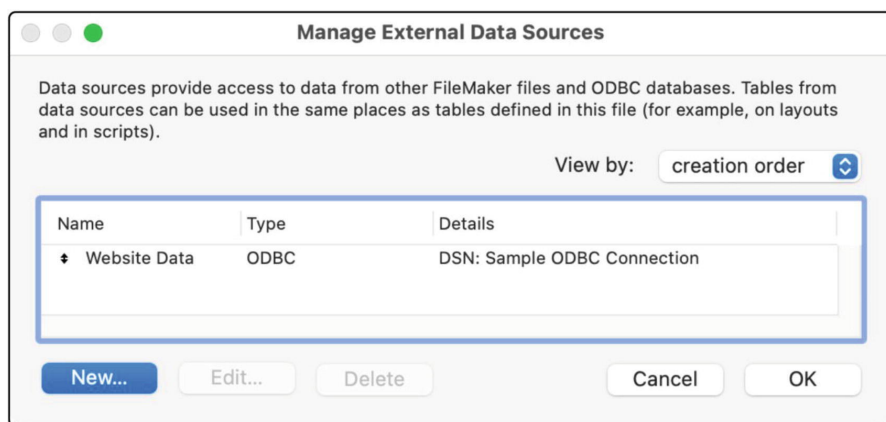 Manage External Data Sources
Data sources provide access to data from other FileMaker files and ODBC databases. Tables from
data sources can be used in the same places as tables defined in this file (for example, on layouts
and in scripts).
View by: creation order
Name Type Details
Website Data ODBC DSN: Sample ODBC Connection
New... Edit... Delete Cancel OK